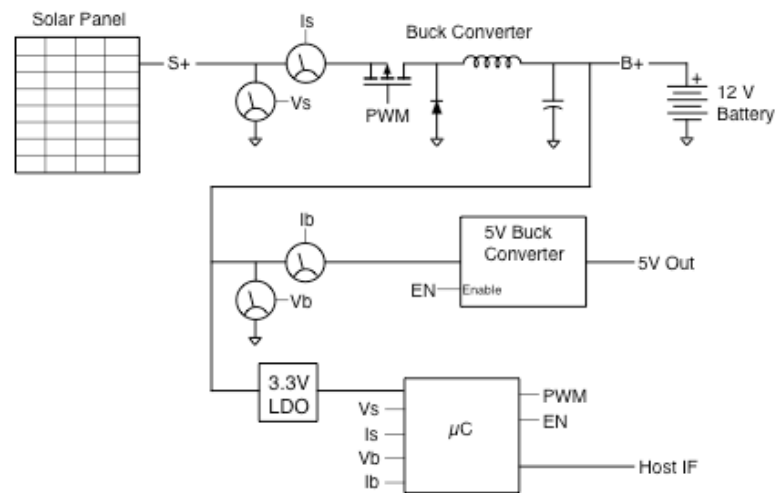 Solar Panel
Is
Buck Converter
S+
B+
Vs
PWM
+
12 V
Battery
Ib
5V Buck
Converter
5V Out
Vb
EN
Enable
3.3V
LDO
Vs
Is
Vb
Ib
µC
PWM
EN
Host IF